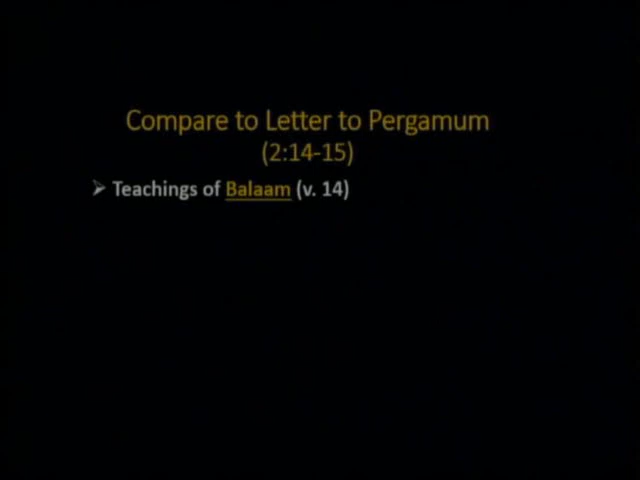 Compare to Letter to Pergamum
(2:14-15)
➢ Teachings of Balaam (v. 14)